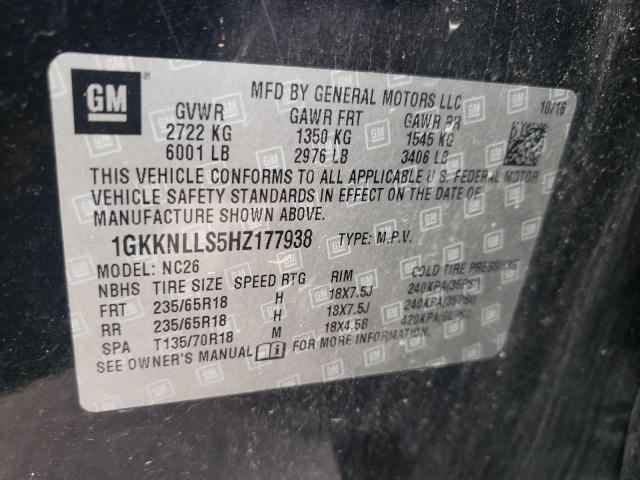 GM
MFD BY GENERAL MOTORS LLC
10/16
GVWR GAWR FRT GAWR RR
2722 KG 1350 KG 1545 KG
6001 LB 2976 LB 3406 LB
THIS VEHICLE CONFORMS TO ALL APPLICABLE U.S. FEDERAL MOTOR
VEHICLE SAFETY STANDARDS IN EFFECT ON THE DATE OF
MANUFACTURE SHOWN ABOVE.
1GKKNLLS5HZ177938 TYPE: M.P.V.
MODEL: NC26
NBHS TIRE SIZE SPEED RTG RIM COLD TIRE PRESSURE
FRT 235/65R18 H 18X7.5J 240KPA(35PSI)
RR 235/65R18 H 18X7.5J 240KPA(35PSI)
SPA T135/70R18 M 18X4.5B 420KPA(60PSI)
SEE OWNER'S MANUAL FOR MORE INFORMATION.